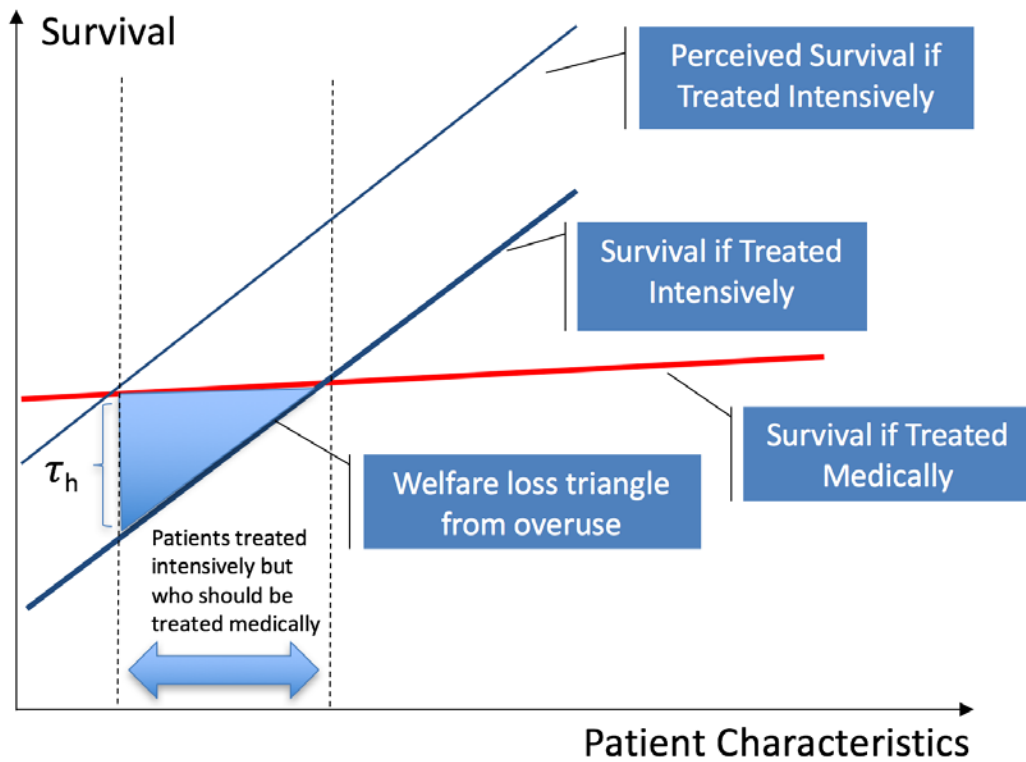 Survival
Perceived Survival if
Treated Intensively
Survival if Treated
Intensively
Survival if Treated
Medically
τh
Welfare loss triangle
from overuse
Patients treated
intensively but
who should be
treated medically
Patient Characteristics